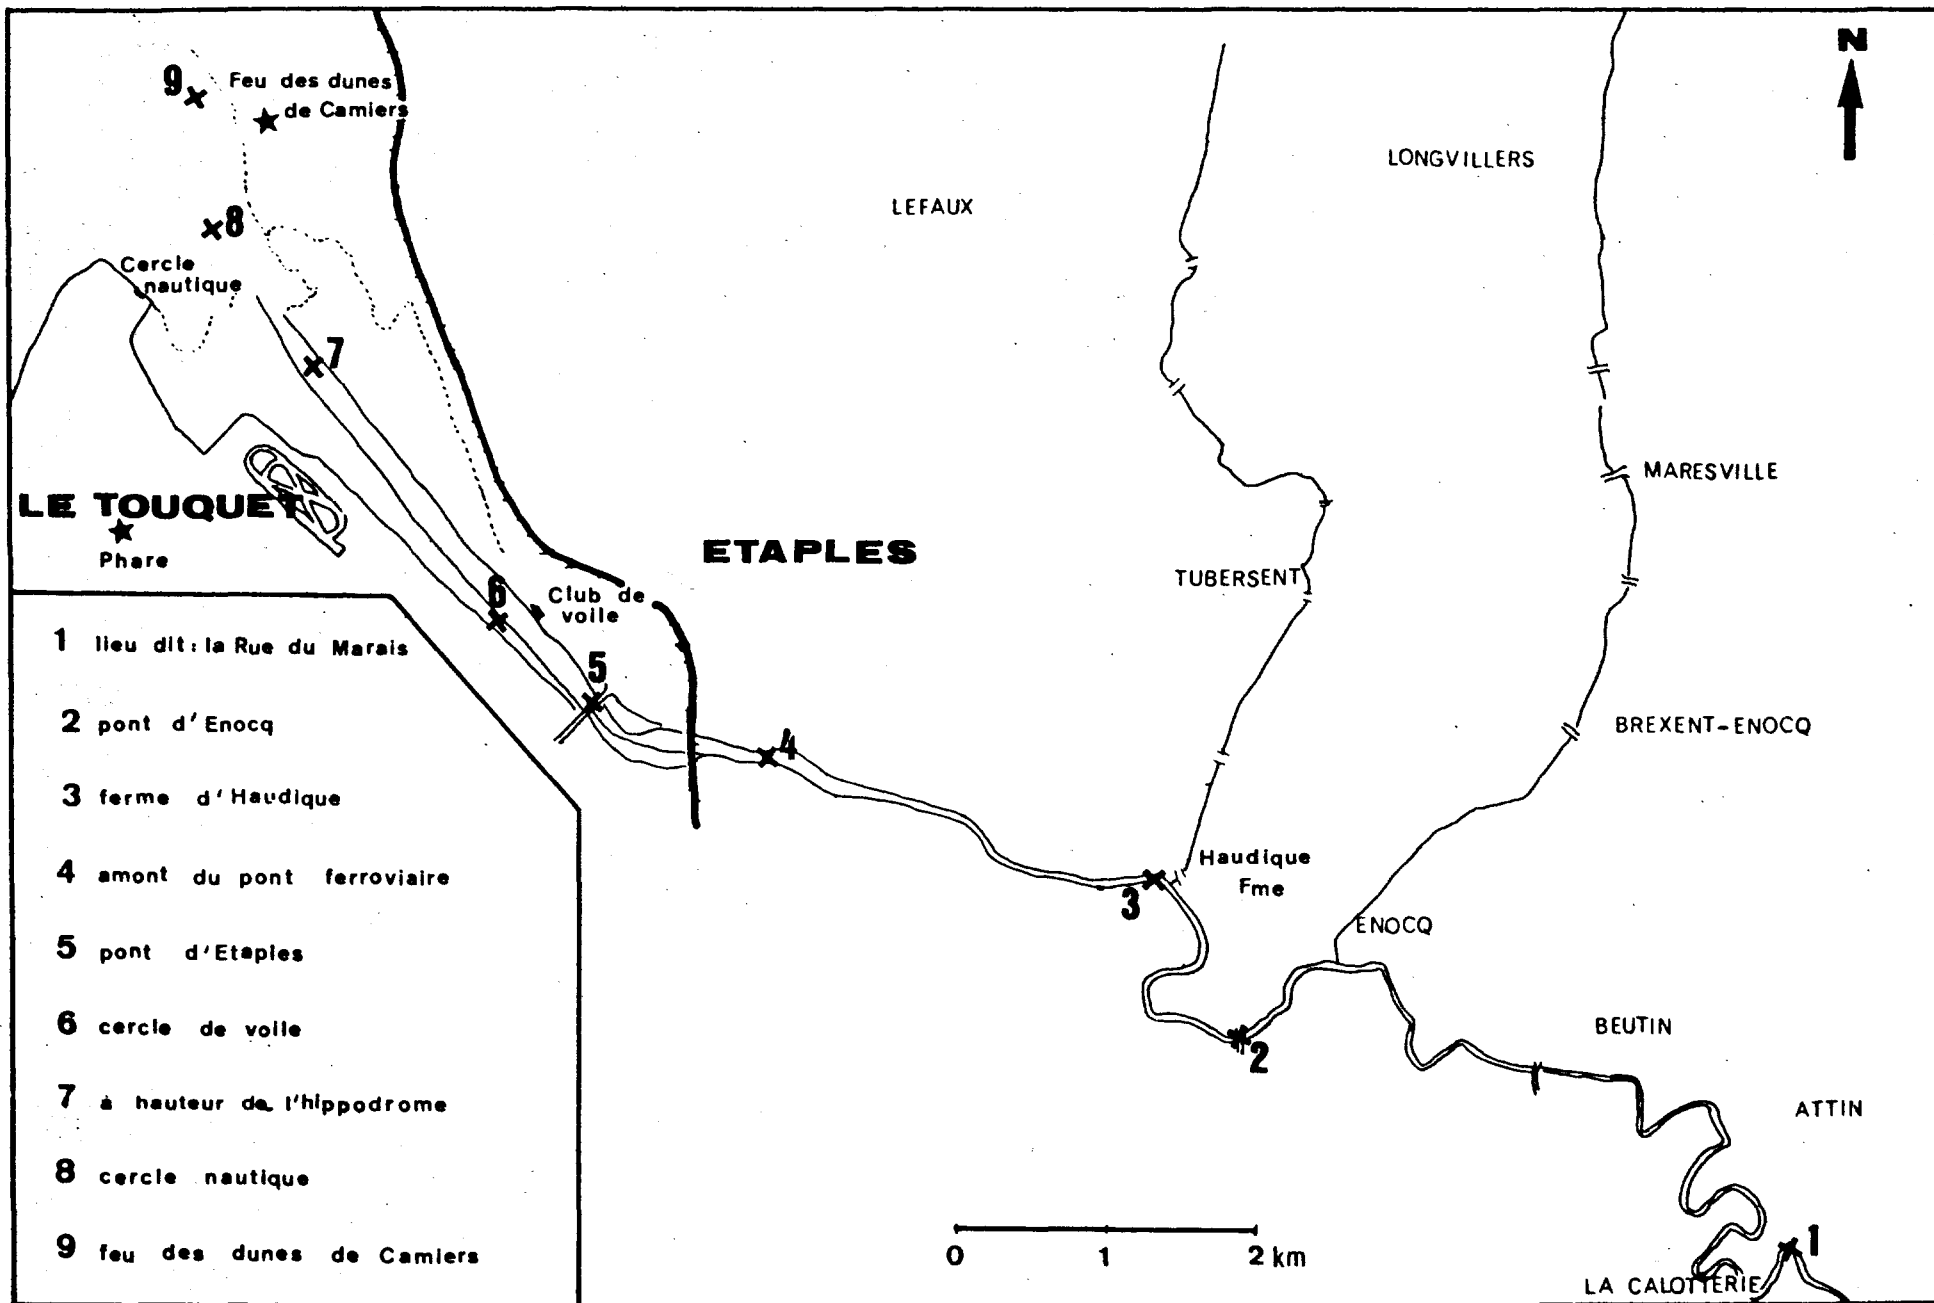 N
9
Feu des dunes
de Camiers
LONGVILLERS
LEFAUX
8
Cercle
nautique
7
MARESVILLE
LE TOUQUET
Phare
ETAPLES
TUBERSENT
6
Club de
voile
5
BREXENT-ENOCQ
4
Haudique
Fme
3
ENOCQ
BEUTIN
2
ATTIN
1
LA CALOTTERIE
0 1 2 km
1 lieu dit: la Rue du Marais
2 pont d'Enocq
3 ferme d'Haudique
4 amont du pont ferroviaire
5 pont d'Etaples
6 cercle de voile
7 à hauteur de l'hippodrome
8 cercle nautique
9 feu des dunes de Camiers